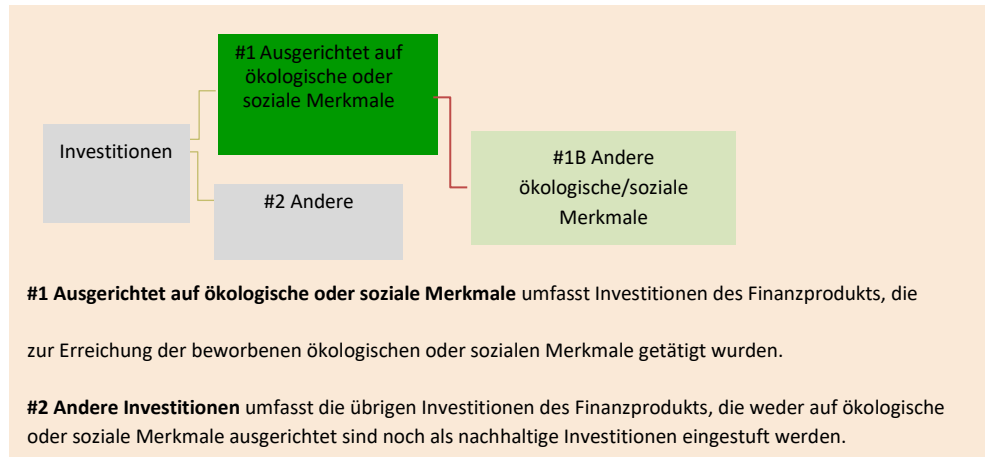 #1 Ausgerichtet auf
ökologische oder
soziale Merkmale
Investitionen
#2 Andere
#1B Andere
ökologische/soziale
Merkmale
#1 Ausgerichtet auf ökologische oder soziale Merkmale umfasst Investitionen des Finanzprodukts, die
zur Erreichung der beworbenen ökologischen oder sozialen Merkmale getätigt wurden.
#2 Andere Investitionen umfasst die übrigen Investitionen des Finanzprodukts, die weder auf ökologische
oder soziale Merkmale ausgerichtet sind noch als nachhaltige Investitionen eingestuft werden.